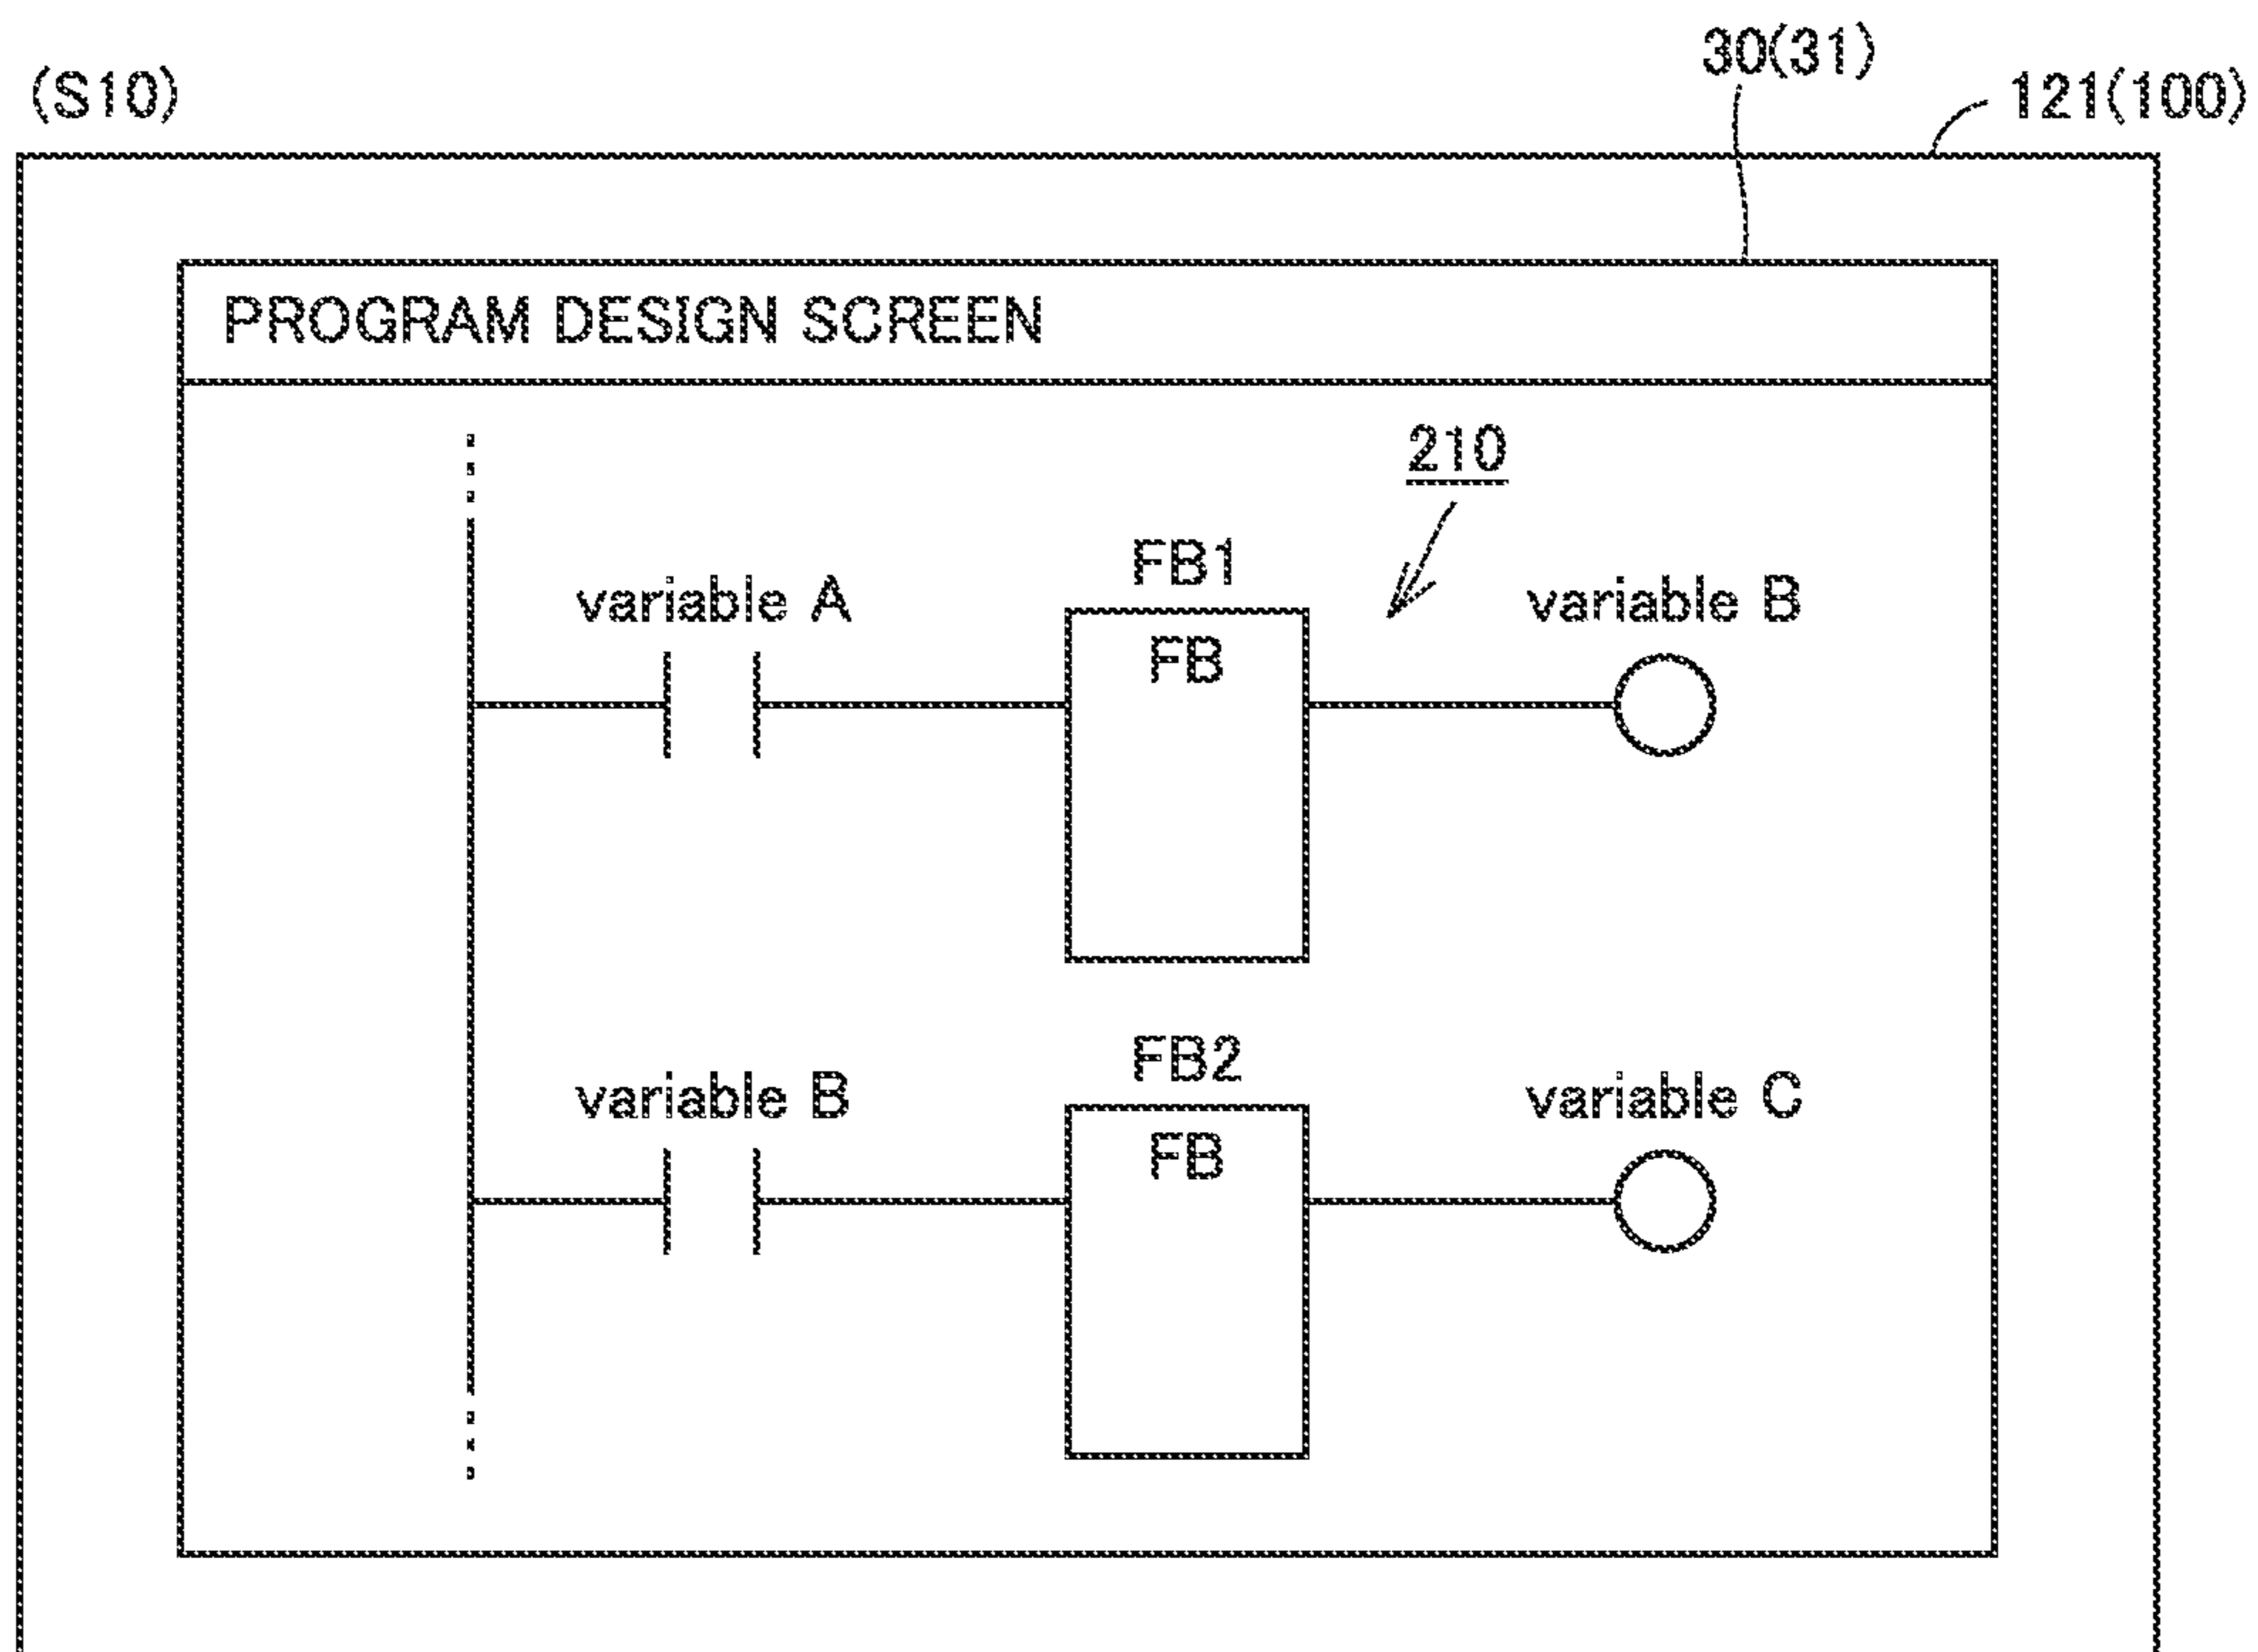 30(31)
(S10)
121(100)
PROGRAM DESIGN SCREEN
210
FB1
variable A
variable B
FB
FB2
variable B
variable C
FB